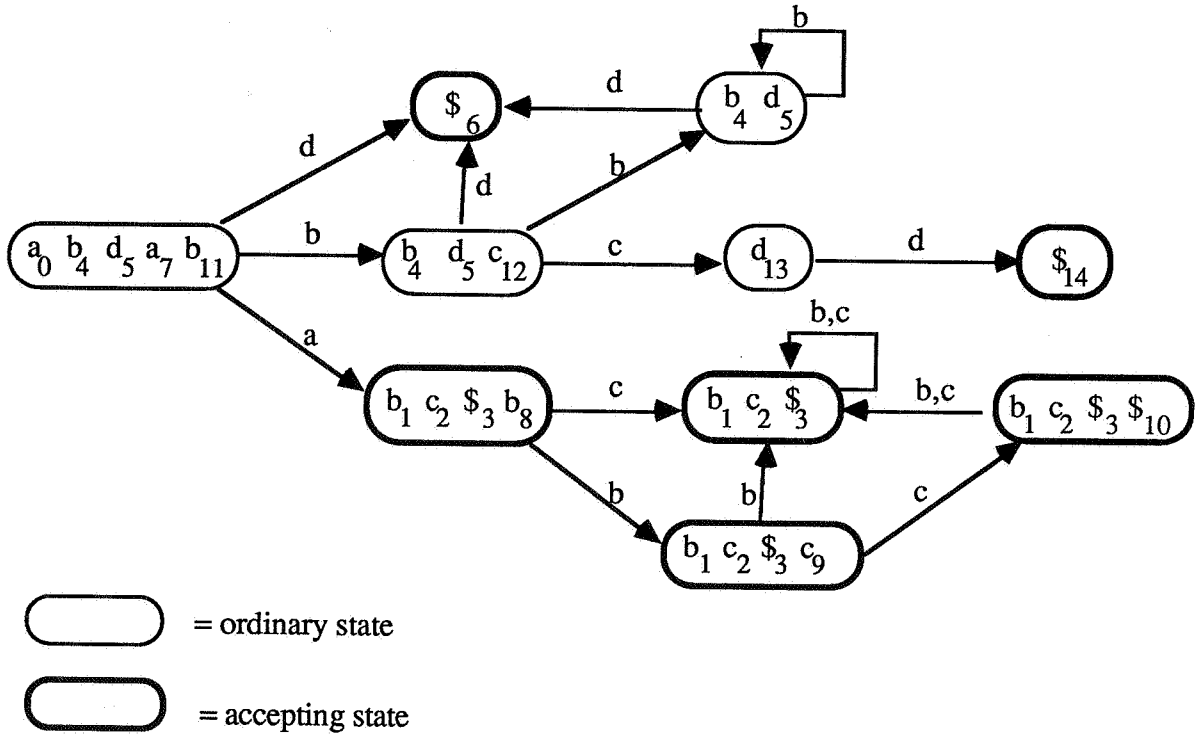 b
d
$6
b4 d5
d
b
d
a0 b4 d5 a7 b11
b
b4 d5 c12
c
d13
d
$14
a
b,c
b1 c2 $3 b8
c
b1 c2 $3
b,c
b1 c2 $3 $10
b
b
c
b1 c2 $3 c9
= ordinary state
= accepting state